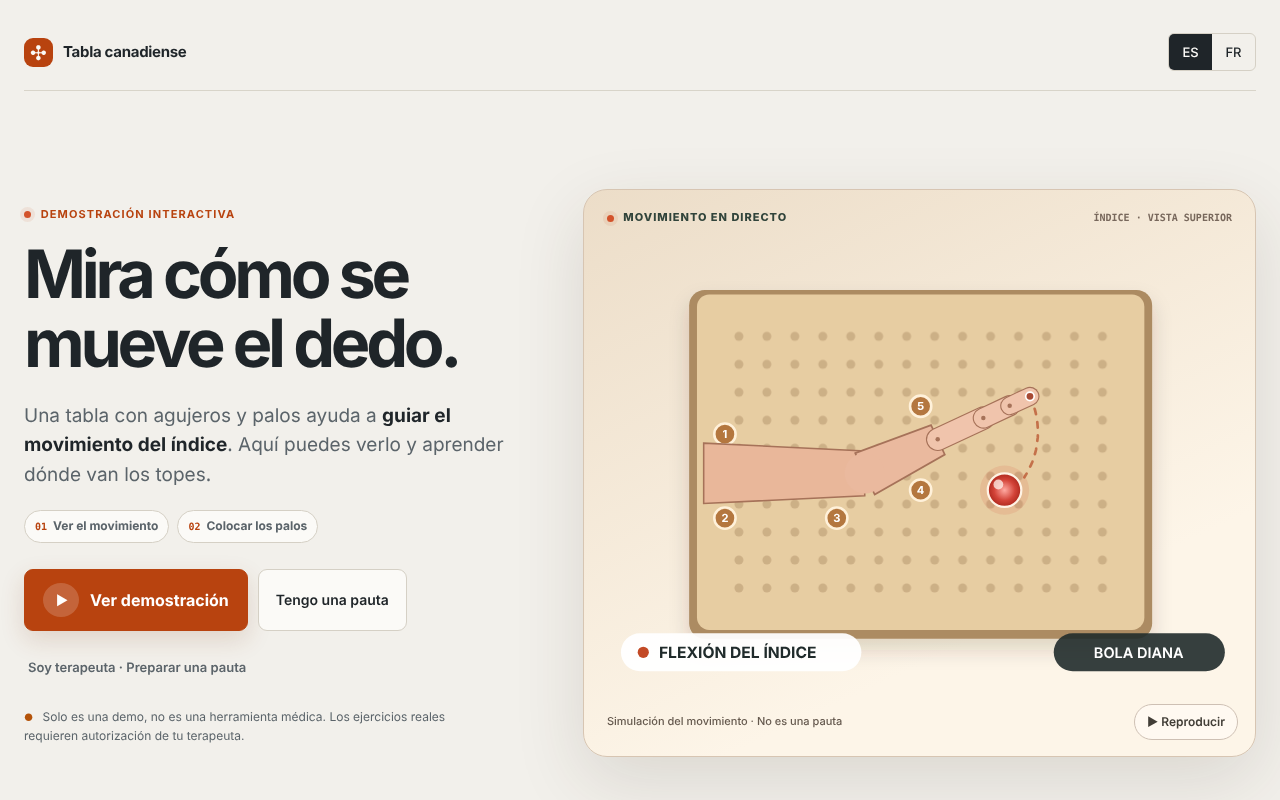 Tabla canadiense
ES
FR
DEMOSTRACIÓN INTERACTIVA
Mira cómo se
mueve el dedo.
Una tabla con agujeros y palos ayuda a guiar el
movimiento del índice. Aquí puedes verlo y aprender
dónde van los topes.
01 Ver el movimiento
02 Colocar los palos
Ver demostración
Tengo una pauta
Soy terapeuta · Preparar una pauta
Solo es una demo, no es una herramienta médica. Los ejercicios reales
requieren autorización de tu terapeuta.
MOVIMIENTO EN DIRECTO
ÍNDICE · VISTA SUPERIOR
5
1
4
2
3
FLEXIÓN DEL ÍNDICE
BOLA DIANA
Simulación del movimiento · No es una pauta
Reproducir